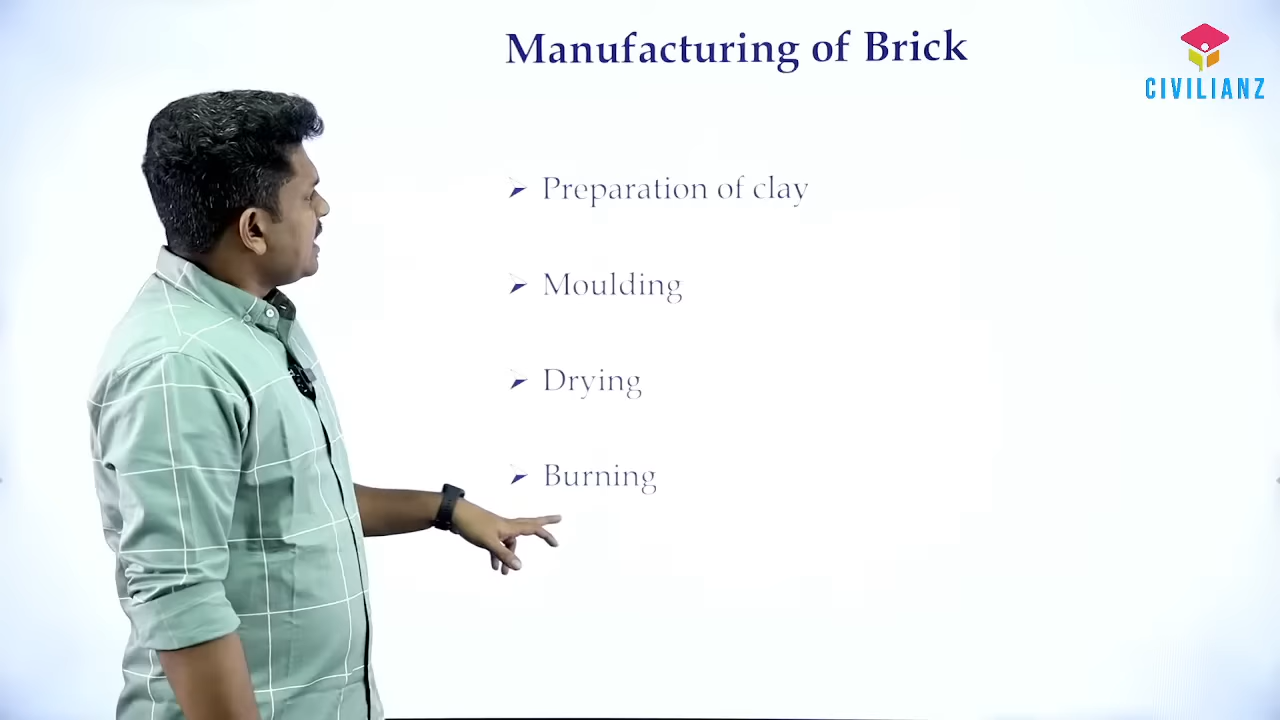 Manufacturing of Brick
CIVILIANZ
Preparation of clay
Moulding
Drying
Burning